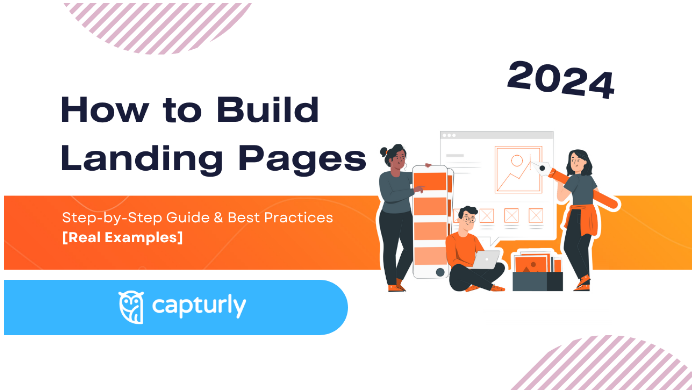 2024
How to Build
Landing Pages
Step-by-Step Guide & Best Practices
[Real Examples]
capturly